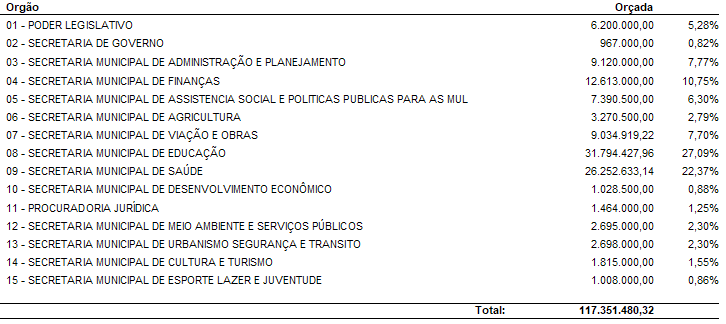 Orgão Orçada
01 - PODER LEGISLATIVO 6.200.000,00 5,28%
02 - SECRETARIA DE GOVERNO 967.000,00 0,82%
03 - SECRETARIA MUNICIPAL DE ADMINISTRAÇÃO E PLANEJAMENTO 9.120.000,00 7,77%
04 - SECRETARIA MUNICIPAL DE FINANÇAS 12.613.000,00 10,75%
05 - SECRETARIA MUNICIPAL DE ASSISTENCIA SOCIAL E POLITICAS PUBLICAS PARA AS MUL 7.390.500,00 6,30%
06 - SECRETARIA MUNICIPAL DE AGRICULTURA 3.270.500,00 2,79%
07 - SECRETARIA MUNICIPAL DE VIAÇÃO E OBRAS 9.034.919,22 7,70%
08 - SECRETARIA MUNICIPAL DE EDUCAÇÃO 31.794.427,96 27,09%
09 - SECRETARIA MUNICIPAL DE SAÚDE 26.252.633,14 22,37%
10 - SECRETARIA MUNICIPAL DE DESENVOLVIMENTO ECONÔMICO 1.028.500,00 0,88%
11 - PROCURADORIA JURÍDICA 1.464.000,00 1,25%
12 - SECRETARIA MUNICIPAL DE MEIO AMBIENTE E SERVIÇOS PÚBLICOS 2.695.000,00 2,30%
13 - SECRETARIA MUNICIPAL DE URBANISMO SEGURANÇA E TRANSITO 2.698.000,00 2,30%
14 - SECRETARIA MUNICIPAL DE CULTURA E TURISMO 1.815.000,00 1,55%
15 - SECRETARIA MUNICIPAL DE ESPORTE LAZER E JUVENTUDE 1.008.000,00 0,86%
Total: 117.351.480,32